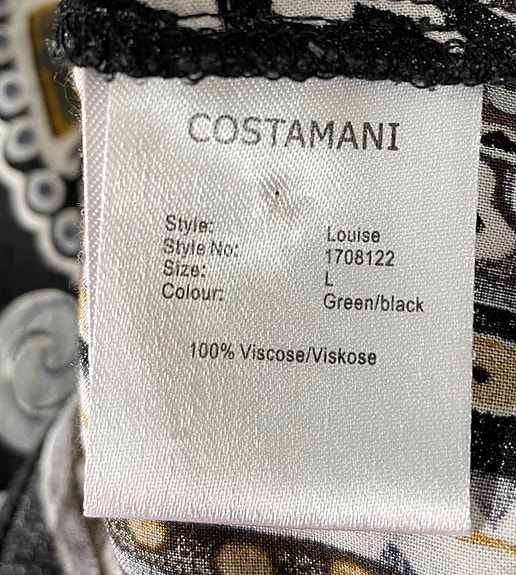 COSTAMANI
Style: Louise
Style No: 1708122
Size: L
Colour: Green/black
100% Viscose/Viskose